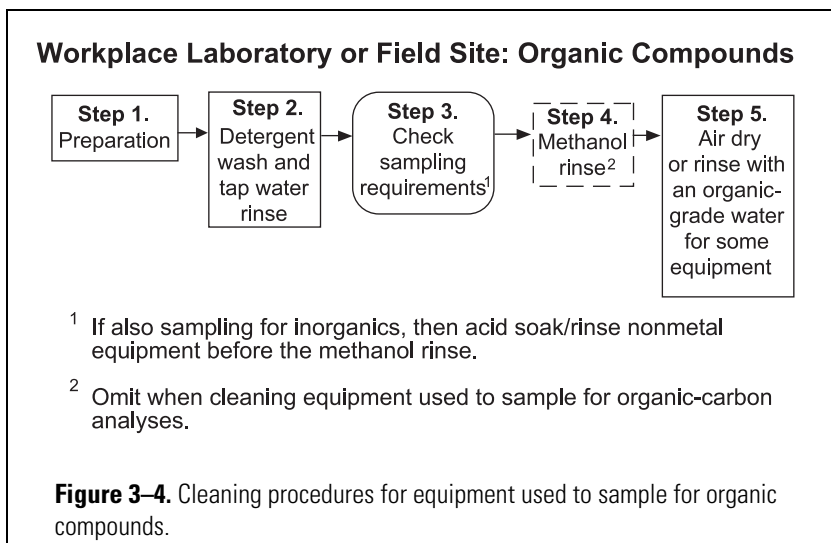 Workplace Laboratory or Field Site: Organic Compounds
Step 1.
Preparation
Step 2.
Detergent
wash and
tap water
rinse
Step 3.
Check
sampling
requirements1
Step 4.
Methanol
rinse2
Step 5.
Air dry
or rinse with
an organic-
grade water
for some
equipment
1 If also sampling for inorganics, then acid soak/rinse nonmetal
equipment before the methanol rinse.
2 Omit when cleaning equipment used to sample for organic-carbon
analyses.
Figure 3–4. Cleaning procedures for equipment used to sample for organic
compounds.